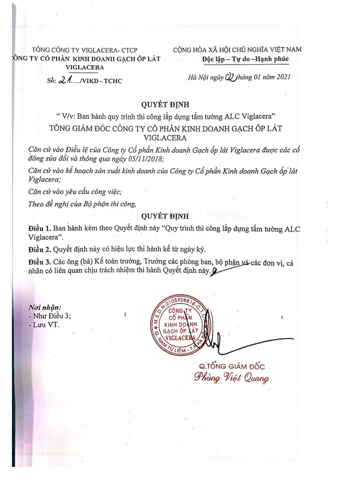 TỔNG CÔNG TY VIGLACERA- CTCP
CÔNG TY CỔ PHẦN KINH DOANH GẠCH ỐP LÁT
VIGLACERA
Số: 21...../VIKD - TCHC
CỘNG HÒA XÃ HỘI CHỦ NGHĨA VIỆT NAM
Độc lập – Tự do –Hạnh phúc
Hà Nội ngày 02 tháng 01 năm 2021
QUYẾT ĐỊNH
" V/v: Ban hành quy trình thi công lắp dựng tấm tường ALC Viglacera"
TỔNG GIÁM ĐỐC CÔNG TY CỔ PHẦN KINH DOANH GẠCH ỐP LÁT
VIGLACERA
Căn cứ vào Điều lệ của Công ty Cổ phần Kinh doanh Gạch ốp lát Viglacera được các cổ
đông sửa đổi và thông qua ngày 05/11/2018;
Căn cứ vào kế hoạch sản xuất kinh doanh của Công ty Cổ phần Kinh doanh Gạch ốp lát
Viglacera;
Căn cứ vào yêu cầu công việc;
Theo đề nghị của Bộ phận thi công,
QUYẾT ĐỊNH
Điều 1. Ban hành kèm theo Quyết định này "Quy trình thi công lắp dựng tấm tường ALC
Viglacera".
Điều 2. Quyết định này có hiệu lực thi hành kể từ ngày ký.
Điều 3. Các ông (bà) Kế toán trưởng, Trưởng các phòng ban, bộ phận và các đơn vị, cá
nhân có liên quan chịu trách nhiệm thi hành Quyết định này.
Nơi nhận:
- Như Điều 3;
- Lưu VT.
CÔNG TY
CỔ PHẦN
KINH DOANH
GẠCH ỐP LÁT
VIGLACERA
Q.TỔNG GIÁM ĐỐC
Phùng Việt Quang